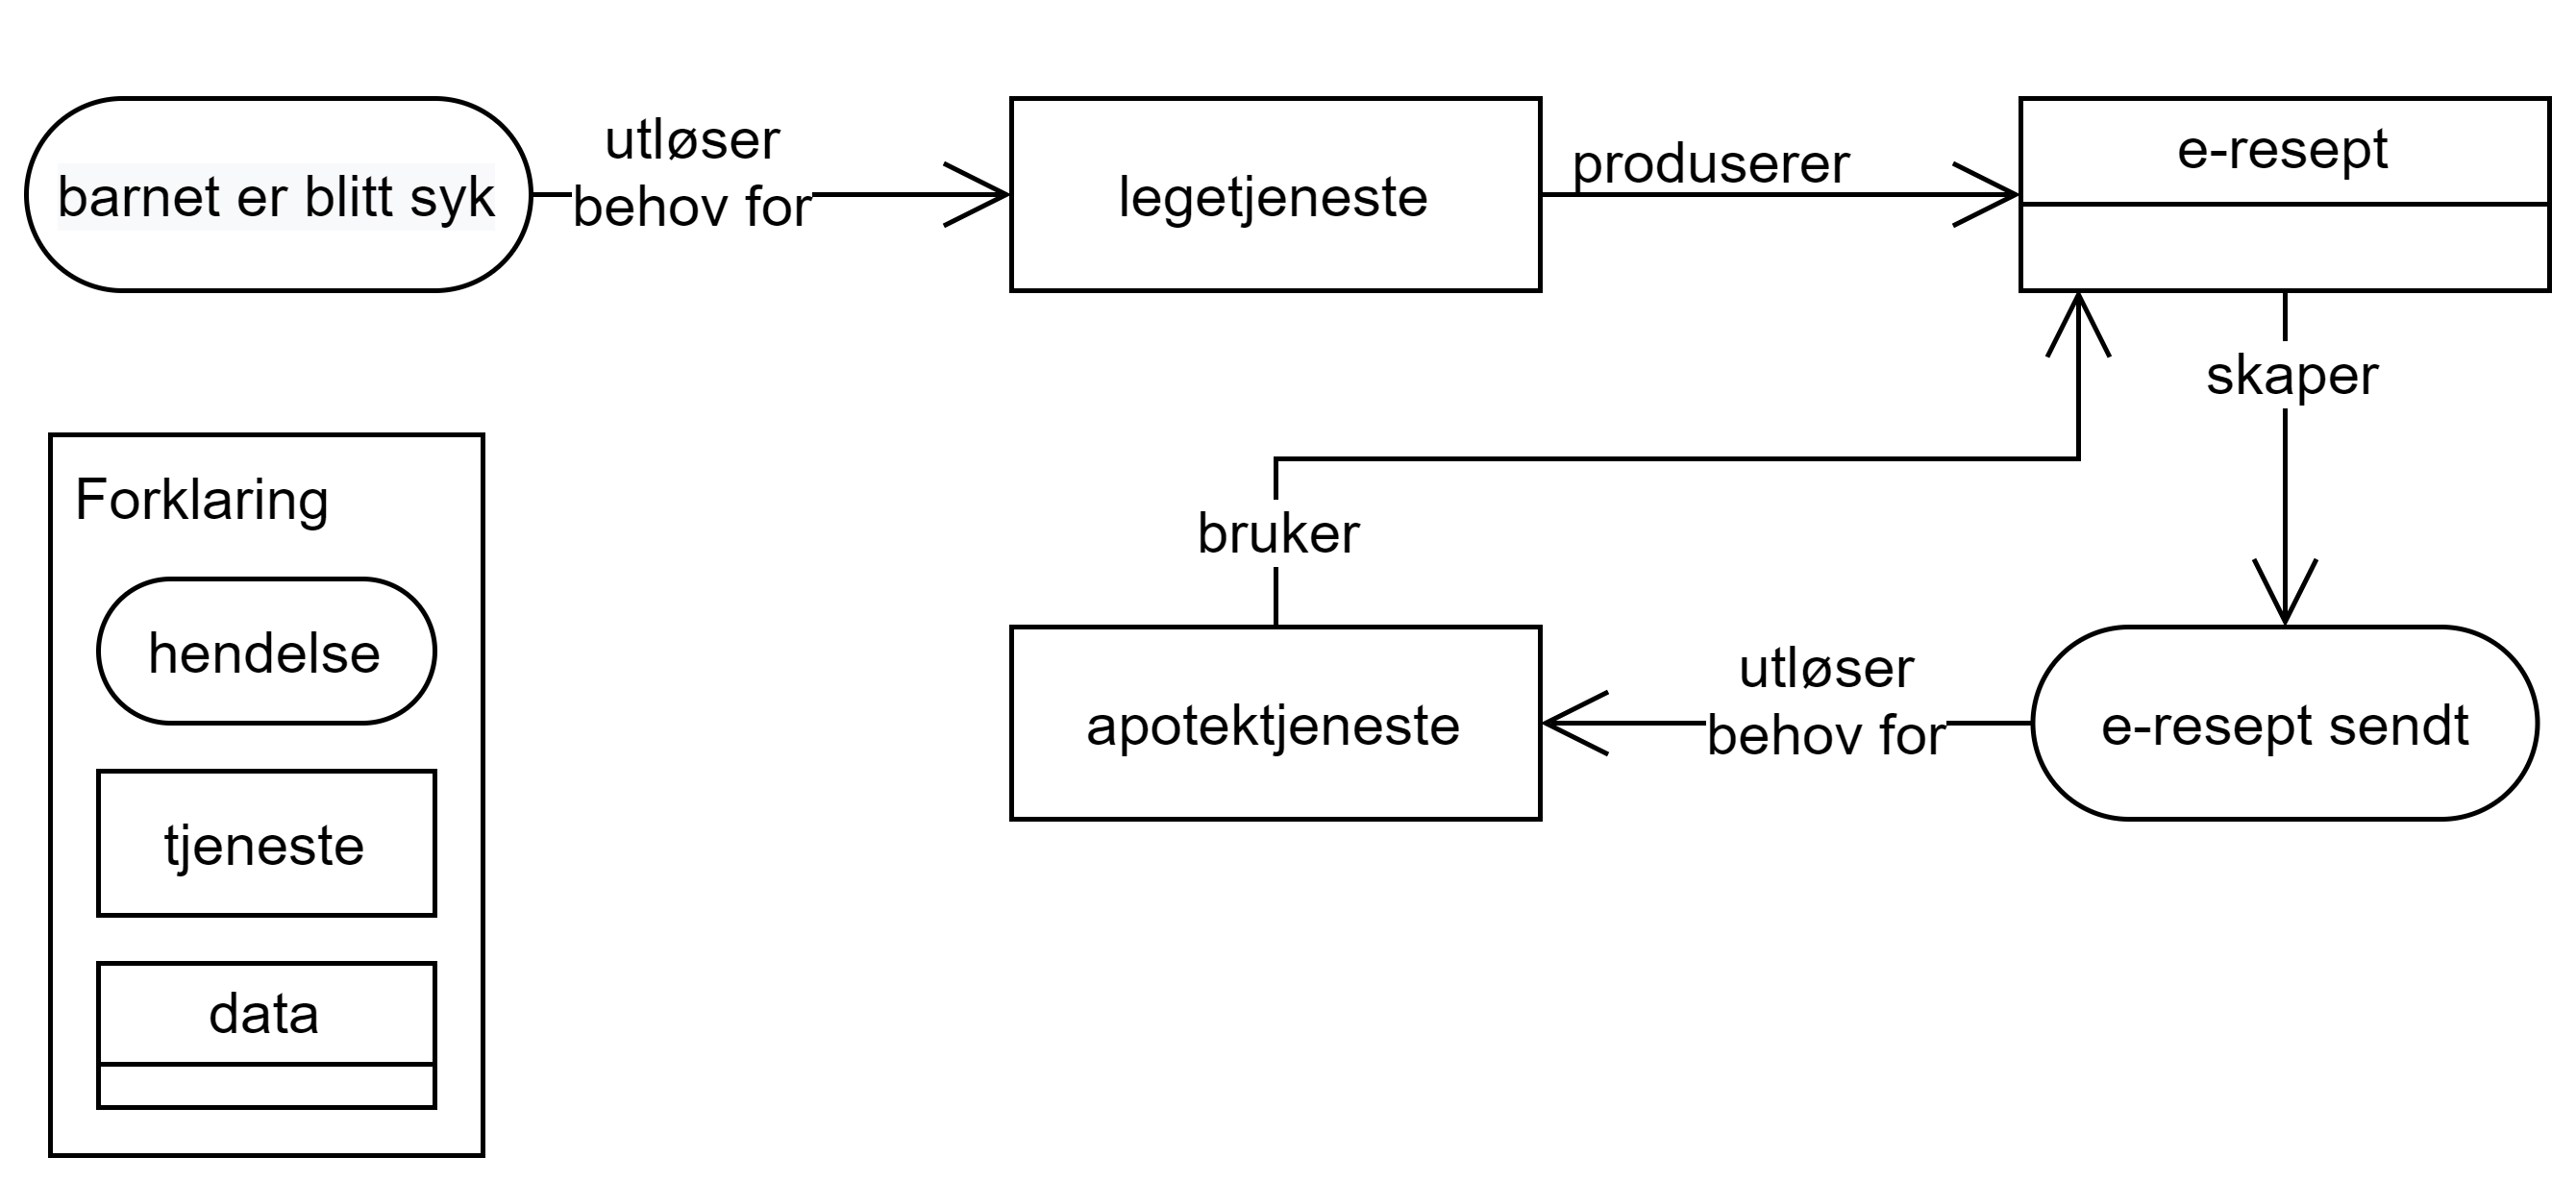 barnet er blitt syk
utløser
behov for
legetjeneste
produserer
e-resept
skaper
bruker
apotektjeneste
utløser
behov for
e-resept sendt
Forklaring
hendelse
tjeneste
data